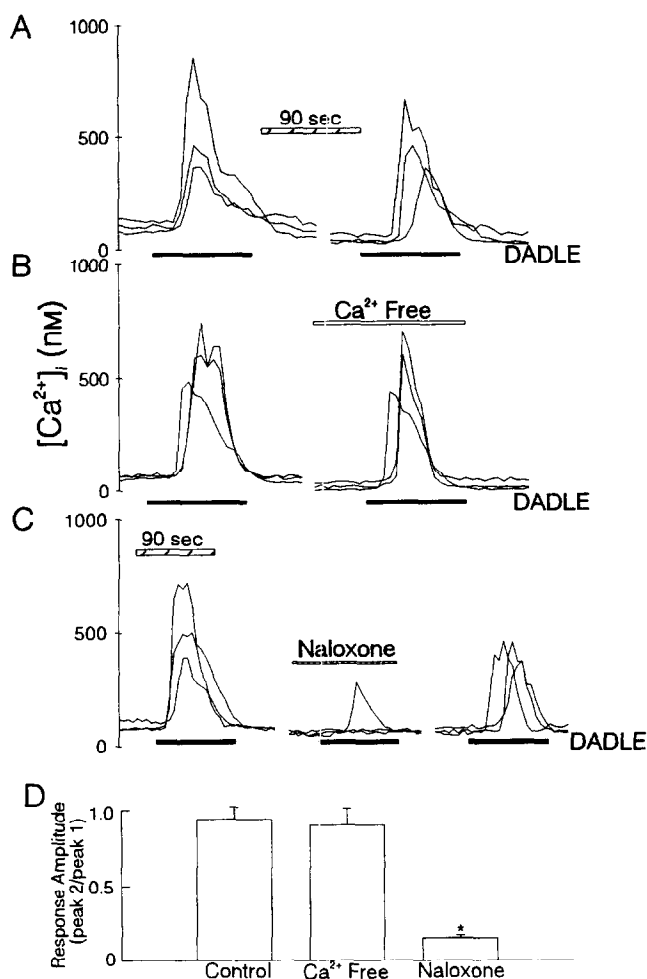 A
1000
500
0
90 sec
DADLE
B
1000
500
0
Ca²⁺ Free
DADLE
[Ca²⁺]i (nM)
C
1000
500
0
90 sec
Naloxone
DADLE
D
Response Amplitude
(peak 2/peak 1)
1.0
0.5
0
*
Control
Ca²⁺ Free
Naloxone